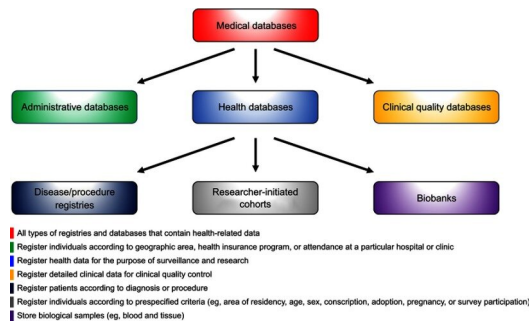 Medical databases
Administrative databases
Health databases
Clinical quality databases
Disease/procedure
registries
Researcher-initiated
cohorts
Biobanks
All types of registries and databases that contain health-related data
Register individuals according to geographic area, health insurance program, or attendance at a particular hospital or clinic
Register health data for the purpose of surveillance and research
Register detailed clinical data for clinical quality control
Register patients according to diagnosis or procedure
Register individuals according to prespecified criteria (eg, area of residency, age, sex, conscription, adoption, pregnancy, or survey participation)
Store biological samples (eg, blood and tissue)